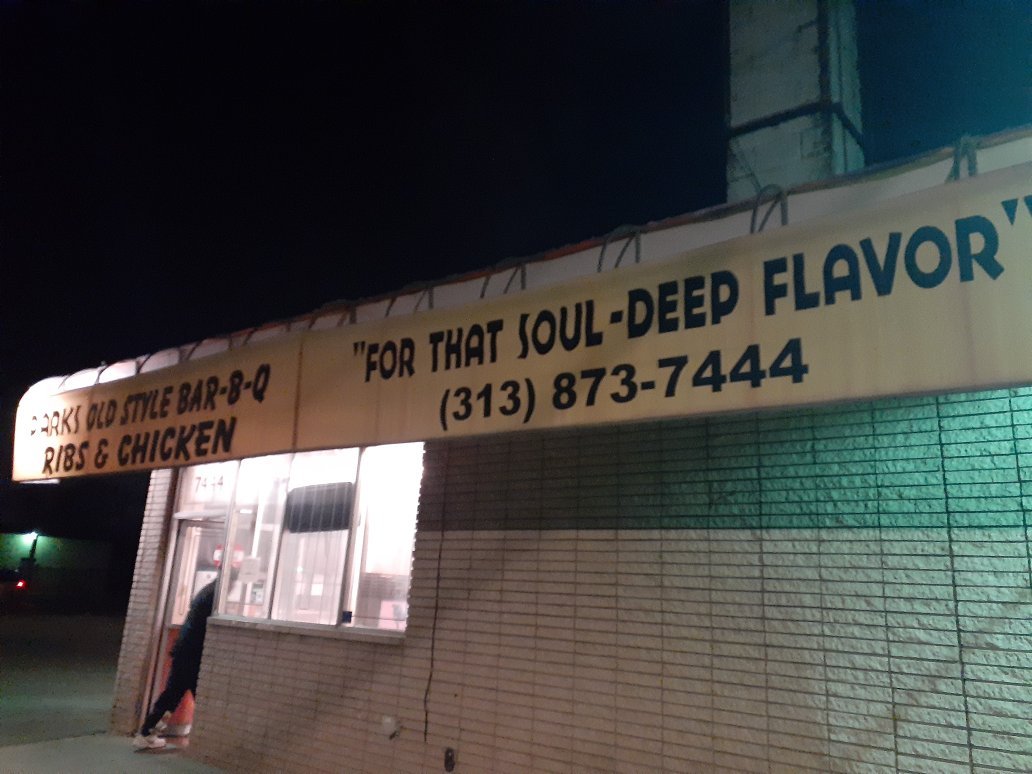 PARKS OLD STYLE BAR-B-Q
RIBS & CHICKEN
"FOR THAT SOUL-DEEP FLAVOR"
(313) 873-7444
7444